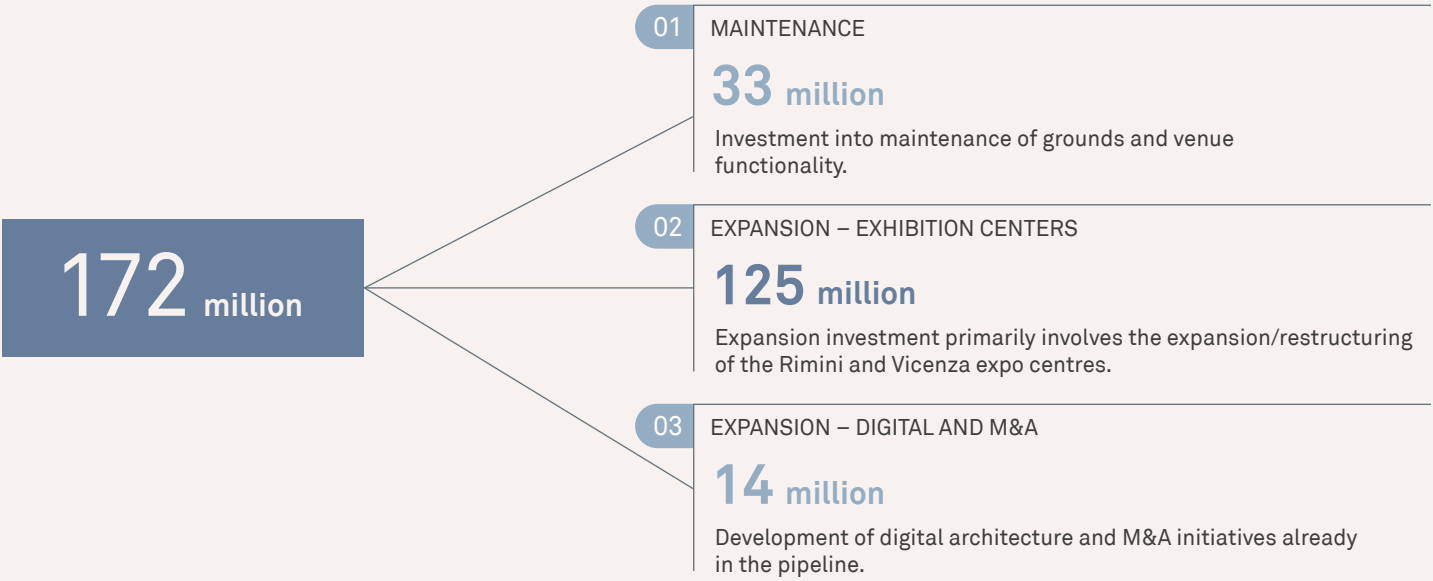 172 million
01 MAINTENANCE
33 million
Investment into maintenance of grounds and venue
functionality.
02 EXPANSION – EXHIBITION CENTERS
125 million
Expansion investment primarily involves the expansion/restructuring
of the Rimini and Vicenza expo centres.
03 EXPANSION – DIGITAL AND M&A
14 million
Development of digital architecture and M&A initiatives already
in the pipeline.